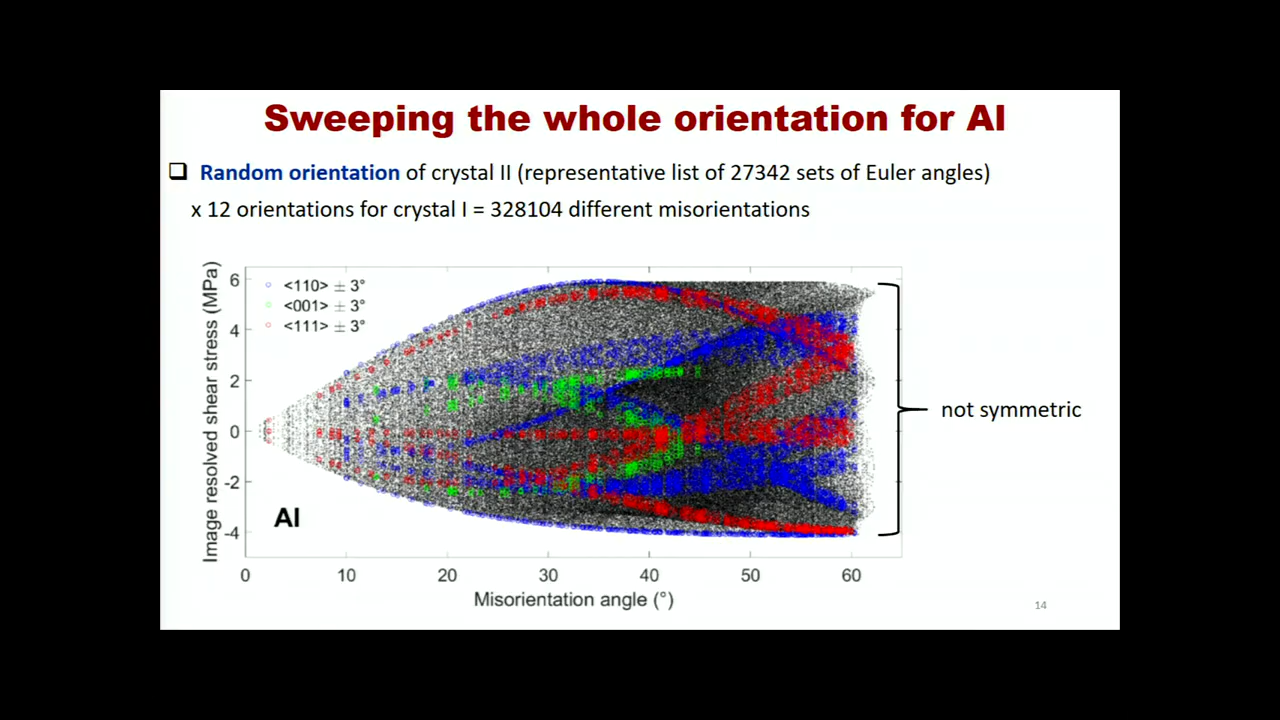 Sweeping the whole orientation for Al
Random orientation of crystal II (representative list of 27342 sets of Euler angles)
x 12 orientations for crystal I = 328104 different misorientations
Image resolved shear stress (MPa)
6
4
2
0
-2
-4
<110> ± 3°
<001> ± 3°
<111> ± 3°
Al
not symmetric
0 10 20 30 40 50 60
Misorientation angle (°)
14